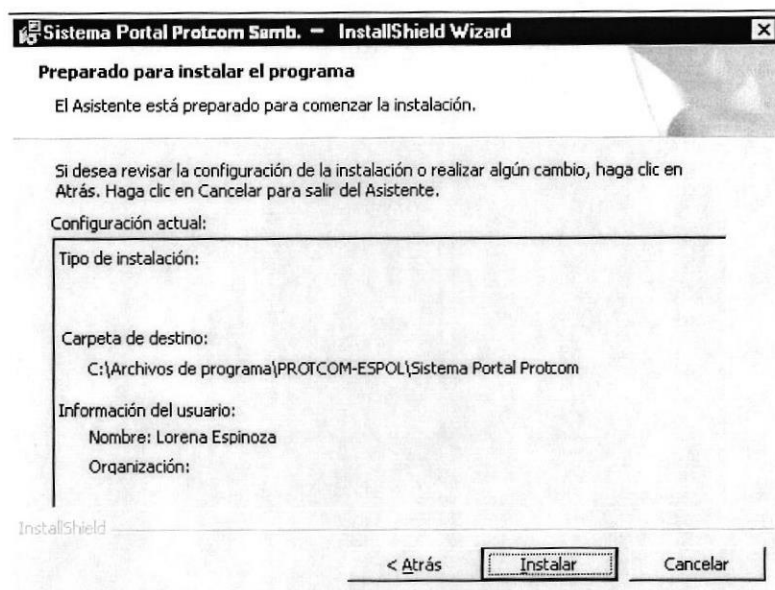 Sistema Portal Protcom Semb. – InstallShield Wizard
Preparado para instalar el programa
El Asistente está preparado para comenzar la instalación.
Si desea revisar la configuración de la instalación o realizar algún cambio, haga clic en
Atrás. Haga clic en Cancelar para salir del Asistente.
Configuración actual:
Tipo de instalación:
Carpeta de destino:
C:\Archivos de programa\PROTCOM-ESPOL\Sistema Portal Protcom
Información del usuario:
Nombre: Lorena Espinoza
Organización:
InstallShield
< Atrás
Instalar
Cancelar